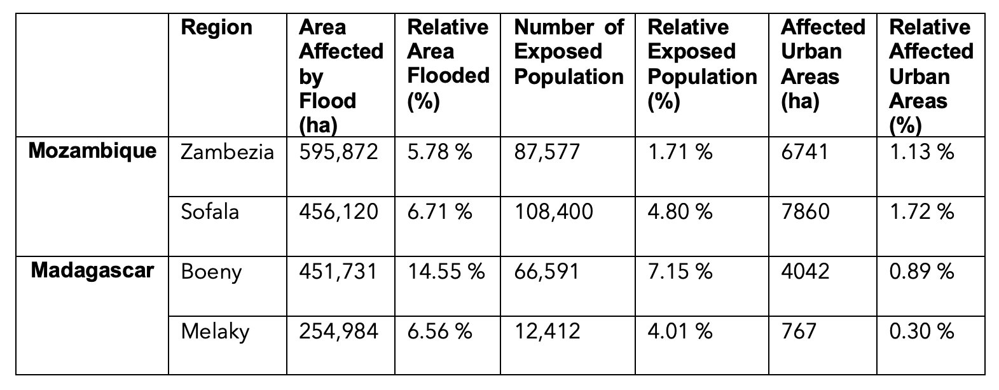 Region
Area
Affected
by
Flood
(ha)
Relative
Area
Flooded
(%)
Number of
Exposed
Population
Relative
Exposed
Population
(%)
Affected
Urban
Areas
(ha)
Relative
Affected
Urban
Areas
(%)
Mozambique Zambezia 595,872 5.78 % 87,577 1.71 % 6741 1.13 %
Sofala 456,120 6.71 % 108,400 4.80 % 7860 1.72 %
Madagascar Boeny 451,731 14.55 % 66,591 7.15 % 4042 0.89 %
Melaky 254,984 6.56 % 12,412 4.01 % 767 0.30 %